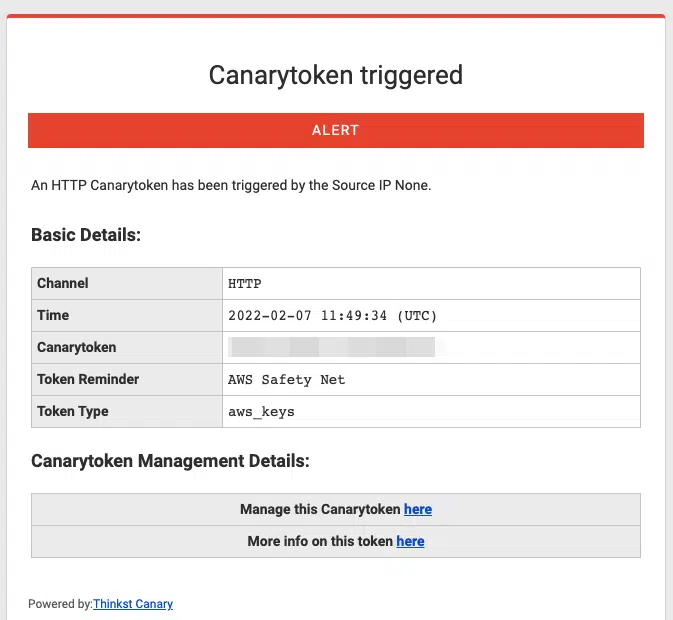 Canarytoken triggered
ALERT
An HTTP Canarytoken has been triggered by the Source IP None.
Basic Details:
Channel HTTP
Time 2022-02-07 11:49:34 (UTC)
Canarytoken
Token Reminder AWS Safety Net
Token Type aws_keys
Canarytoken Management Details:
Manage this Canarytoken here
More info on this token here
Powered by:Thinkst Canary